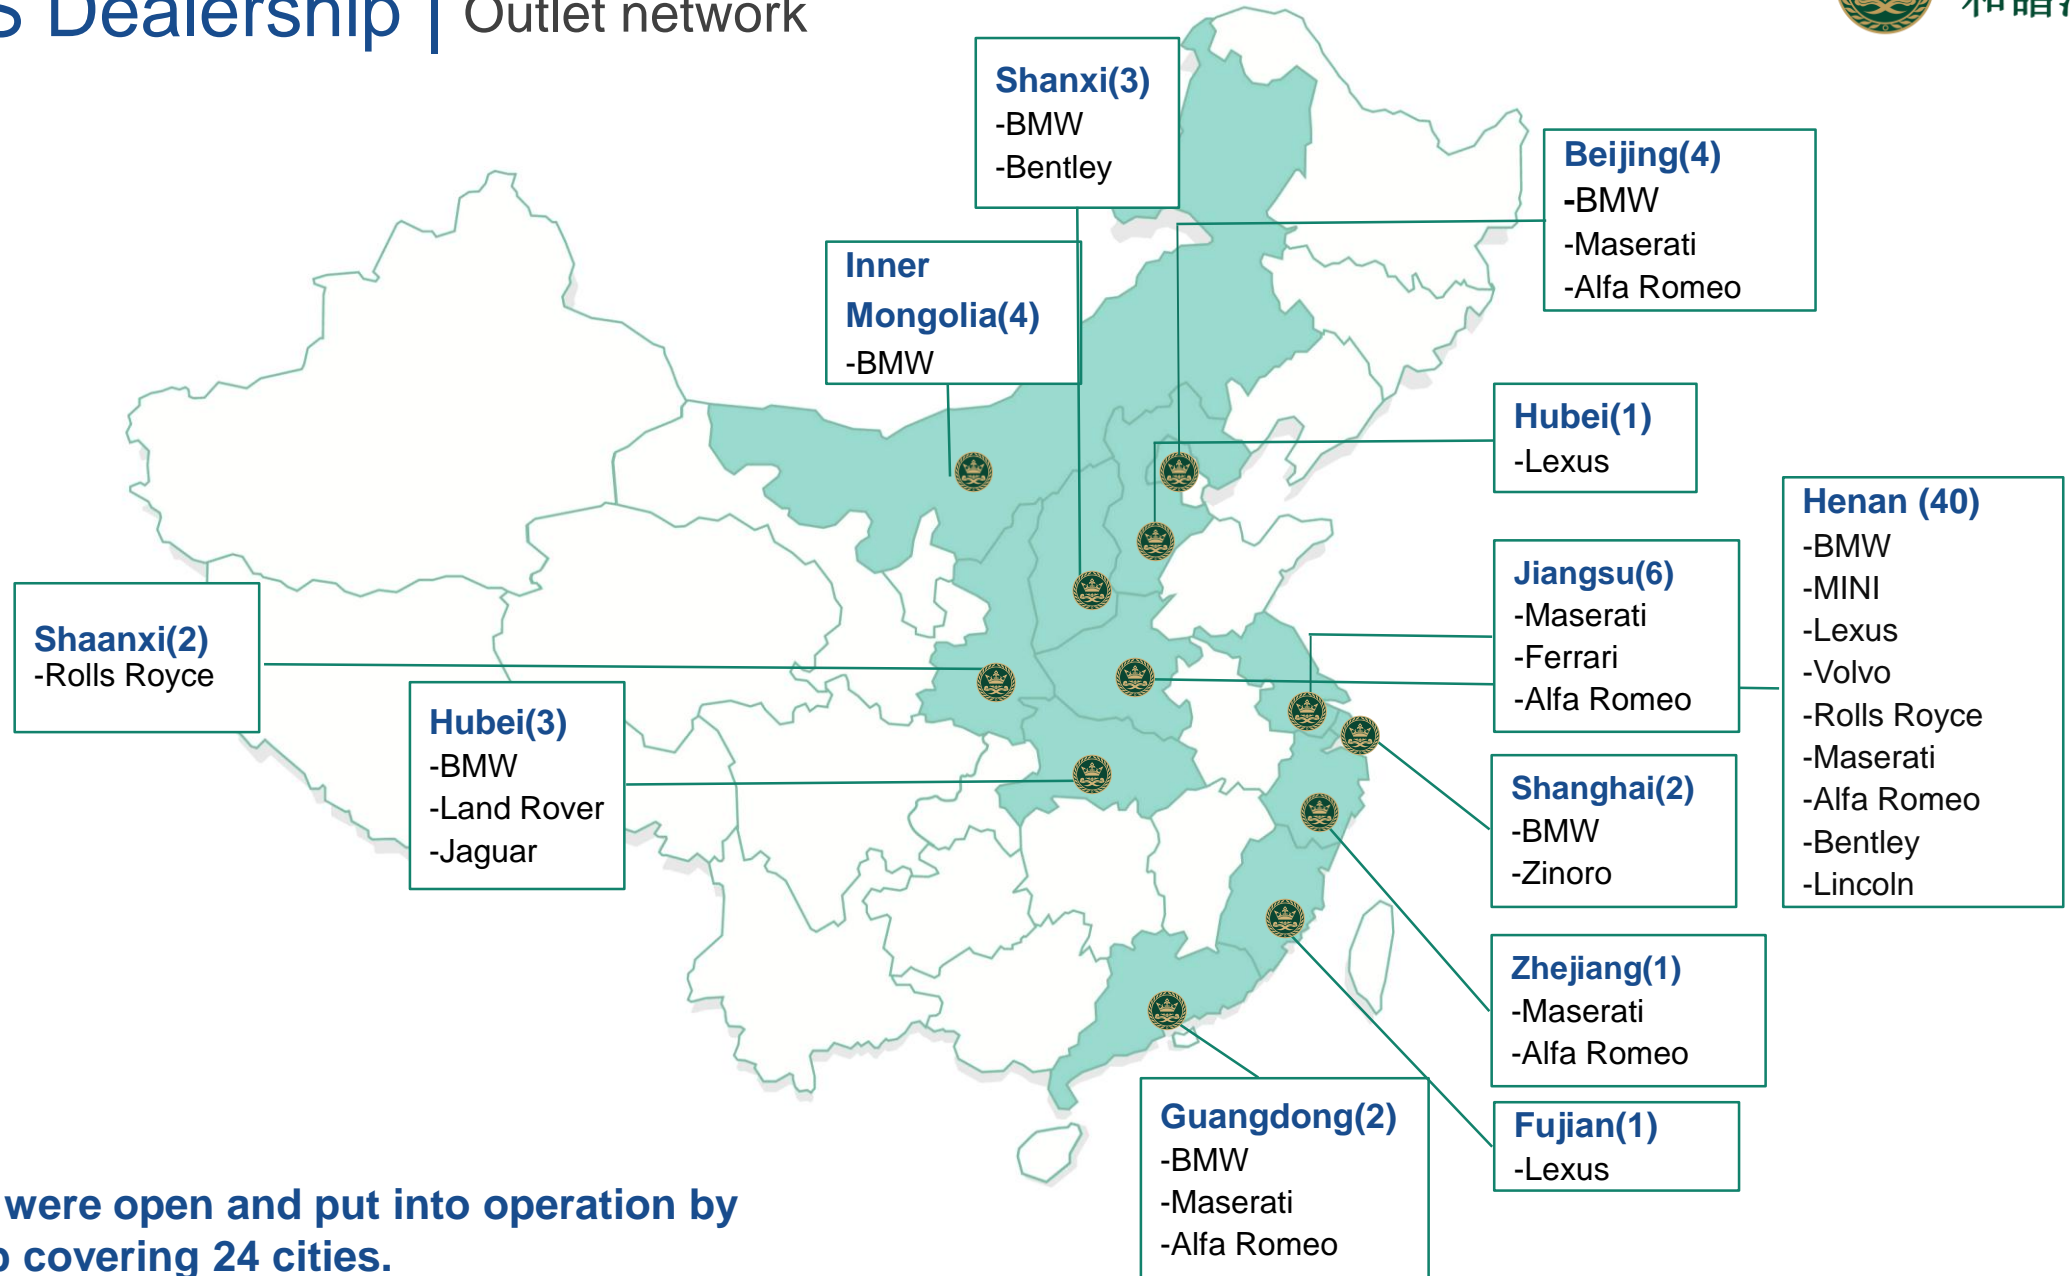 S Dealership | Outlet network
Shanxi(3)
-BMW
-Bentley
Beijing(4)
-BMW
-Maserati
-Alfa Romeo
Inner
Mongolia(4)
-BMW
Hubei(1)
-Lexus
Henan (40)
-BMW
-MINI
-Lexus
-Volvo
-Rolls Royce
-Maserati
-Alfa Romeo
-Bentley
-Lincoln
Jiangsu(6)
-Maserati
-Ferrari
-Alfa Romeo
Shaanxi(2)
-Rolls Royce
Hubei(3)
-BMW
-Land Rover
-Jaguar
Shanghai(2)
-BMW
-Zinoro
Zhejiang(1)
-Maserati
-Alfa Romeo
Guangdong(2)
-BMW
-Maserati
-Alfa Romeo
Fujian(1)
-Lexus
were open and put into operation by
covering 24 cities.